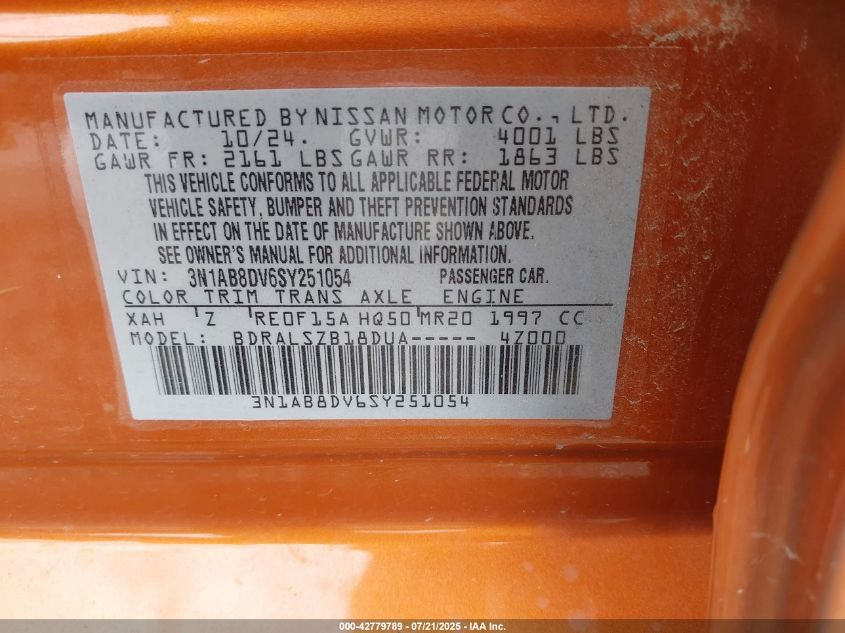 MANUFACTURED BY NISSAN MOTOR CO., LTD.
DATE: 10/24. GVWR: 4001 LBS
GAWR FR: 2161 LBS GAWR RR: 1863 LBS
THIS VEHICLE CONFORMS TO ALL APPLICABLE FEDERAL MOTOR
VEHICLE SAFETY, BUMPER AND THEFT PREVENTION STANDARDS
IN EFFECT ON THE DATE OF MANUFACTURE SHOWN ABOVE.
SEE OWNER'S MANUAL FOR ADDITIONAL INFORMATION.
VIN: 3N1AB8DV6SY251054 PASSENGER CAR.
COLOR TRIM TRANS AXLE ENGINE
XAH Z RE0F15A HQ50 MR20 1997 CC
MODEL: BDRALSZB18DUA----- 4Z000
3N1AB8DV6SY251054
000-42779789 - 07/21/2025 - IAA Inc.